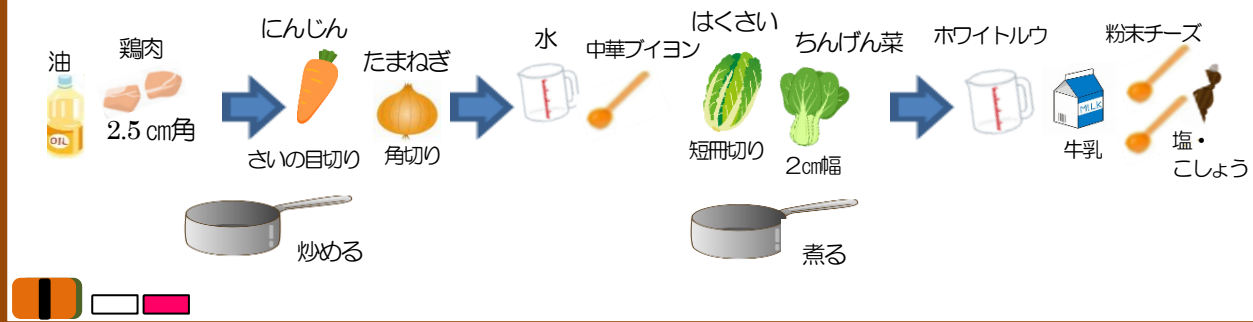 油
鶏肉
OIL
2.5㎝角
にんじん
さいの目切り
たまねぎ
角切り
炒める
水
中華ブイヨン
はくさい
短冊切り
ちんげん菜
2㎝幅
煮る
ホワイトルウ
MILK
牛乳
粉末チーズ
塩・
こしょう